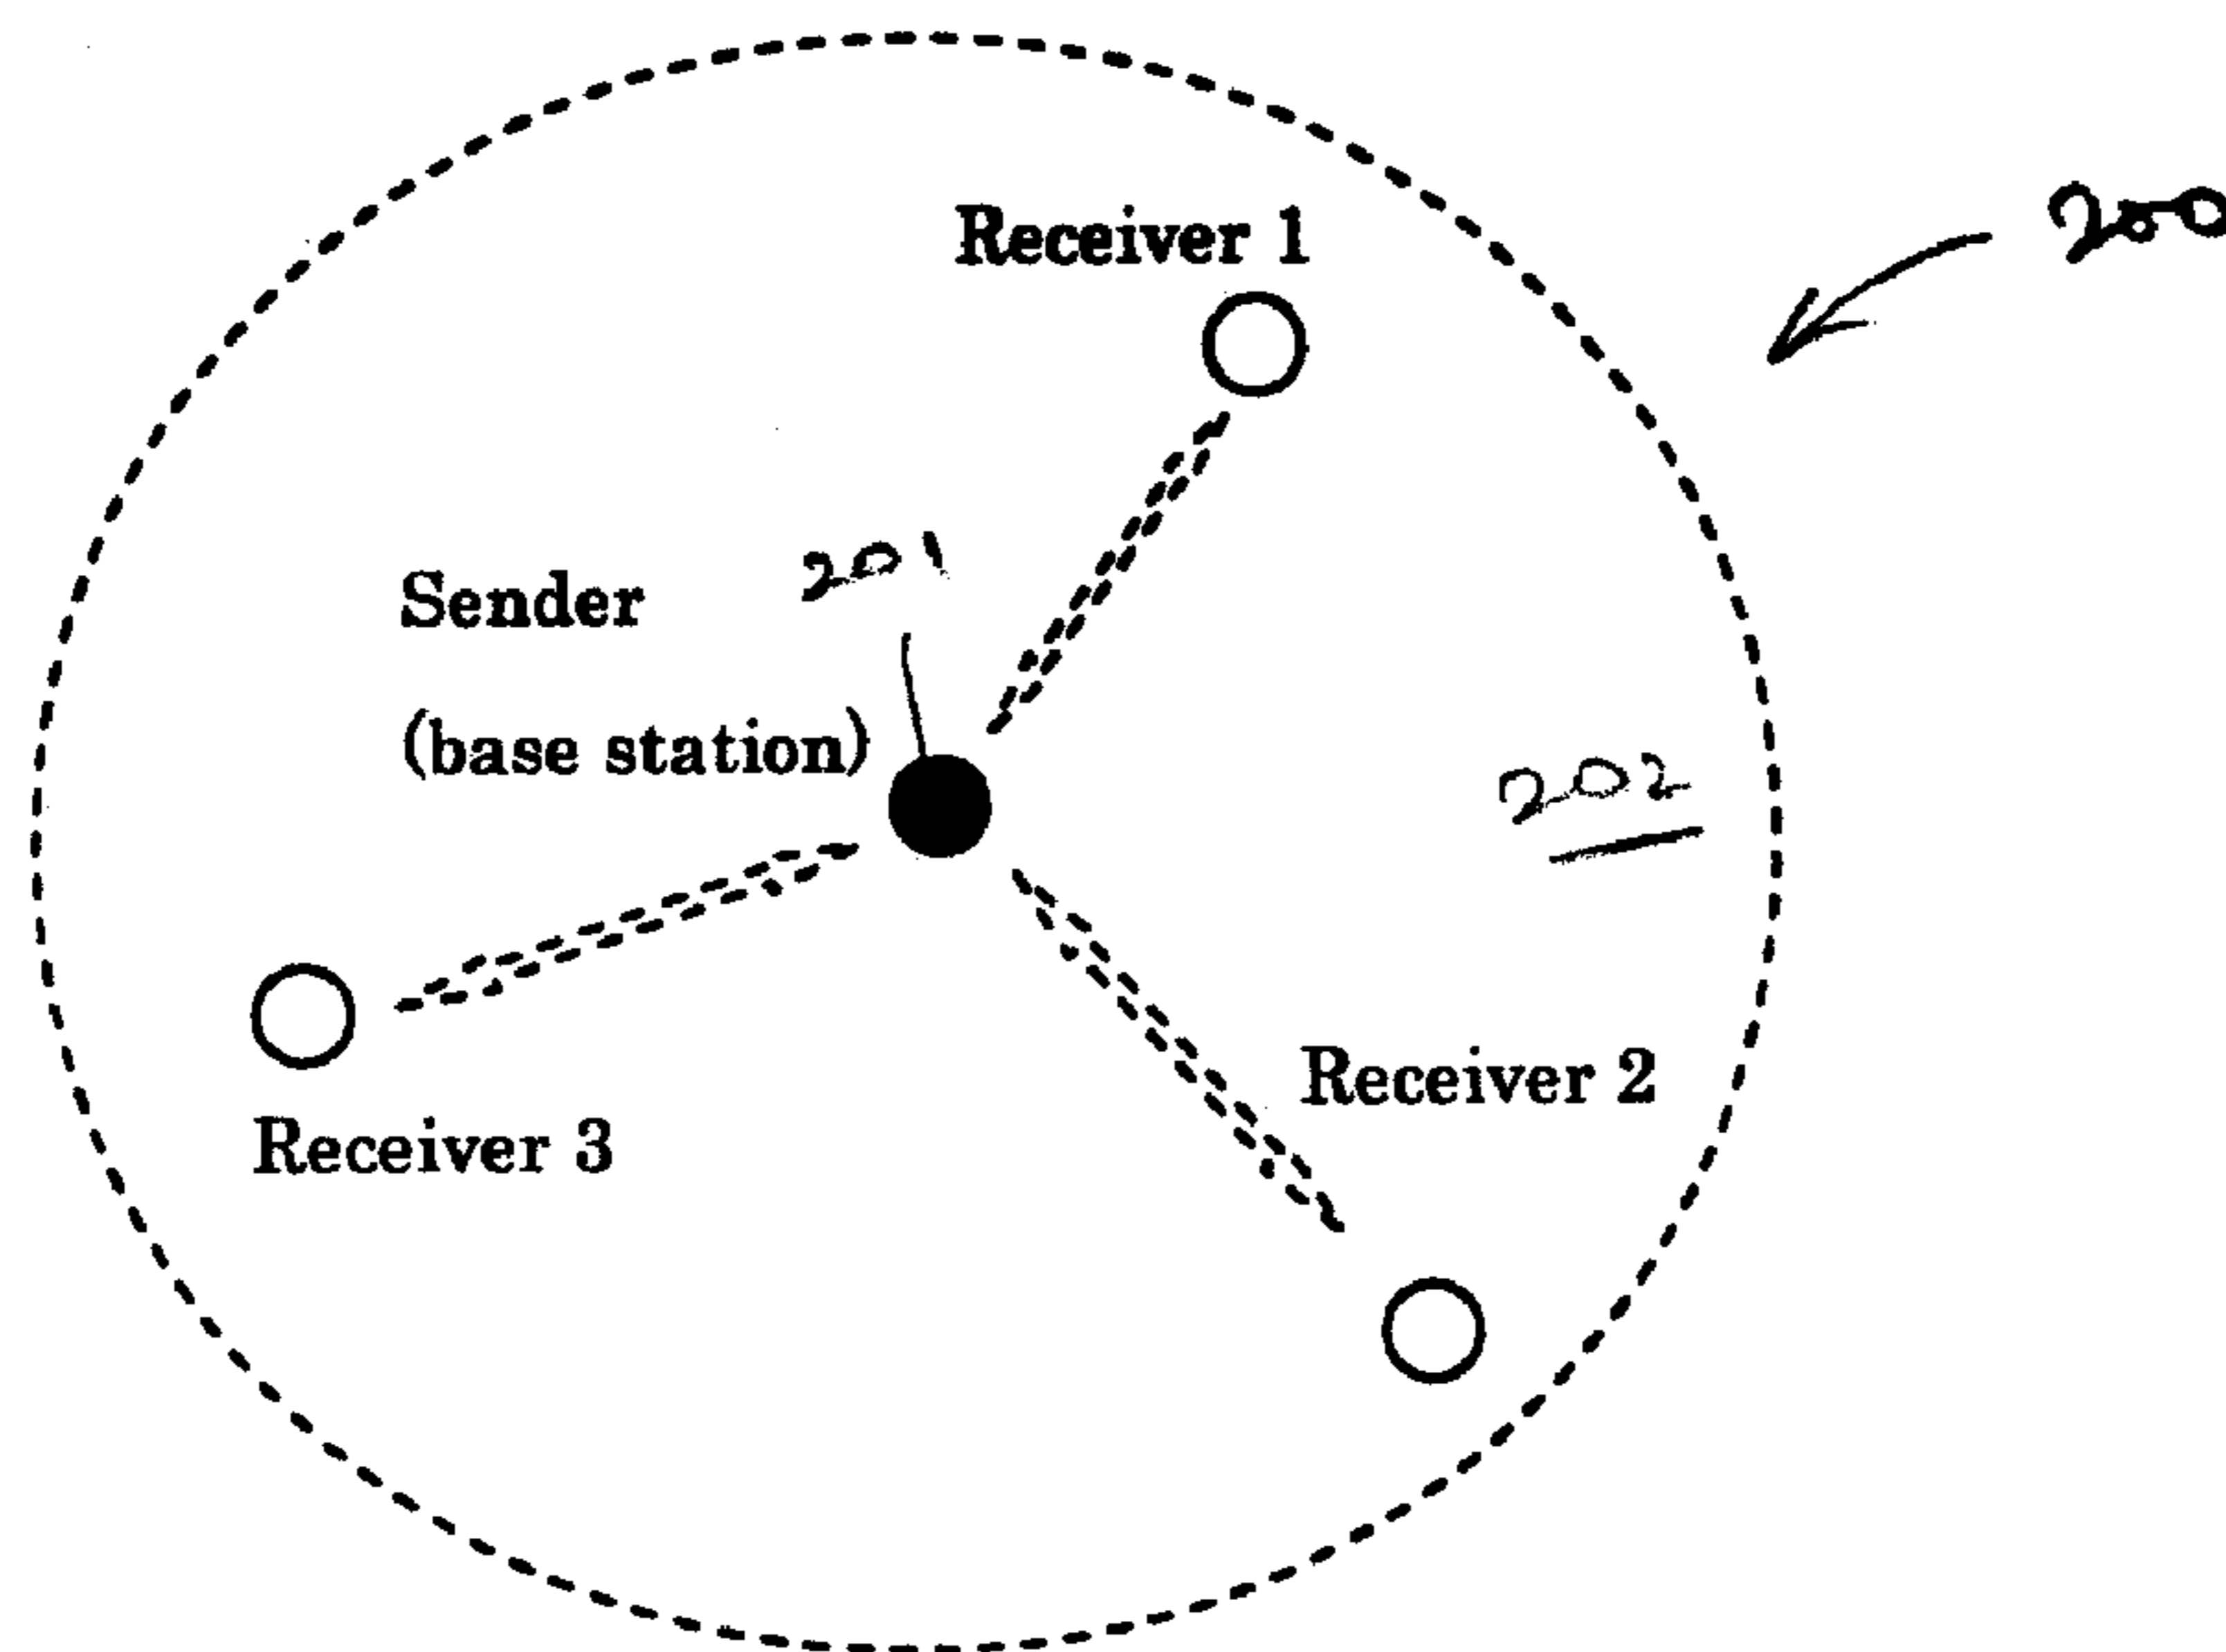 Receiver 1
200
Sender
201
(base station)
202
Receiver 2
Receiver 3